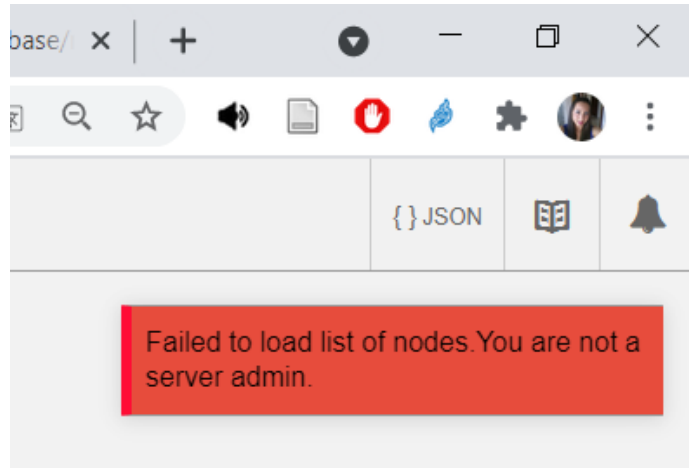 base/
{ } JSON
Failed to load list of nodes.You are not a
server admin.